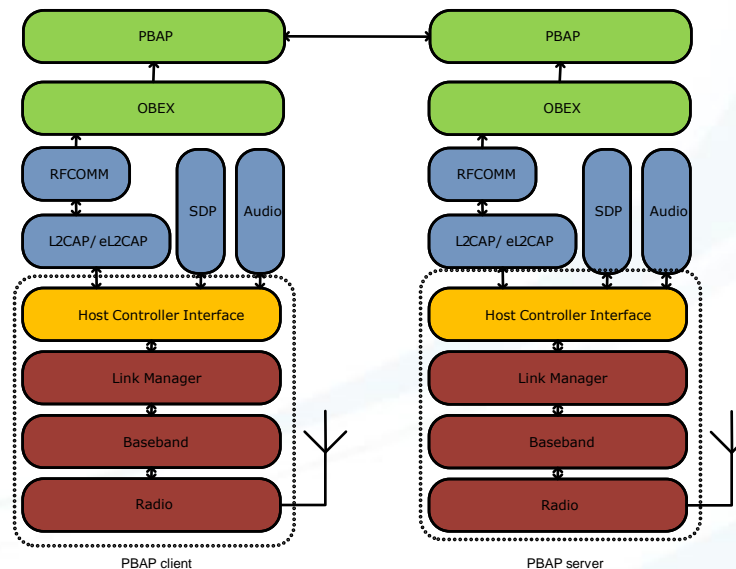 PBAP
OBEX
RFCOMM
SDP
Audio
L2CAP/ eL2CAP
Host Controller Interface
Link Manager
Baseband
Radio
PBAP client
PBAP
OBEX
RFCOMM
SDP
Audio
L2CAP/ eL2CAP
Host Controller Interface
Link Manager
Baseband
Radio
PBAP server